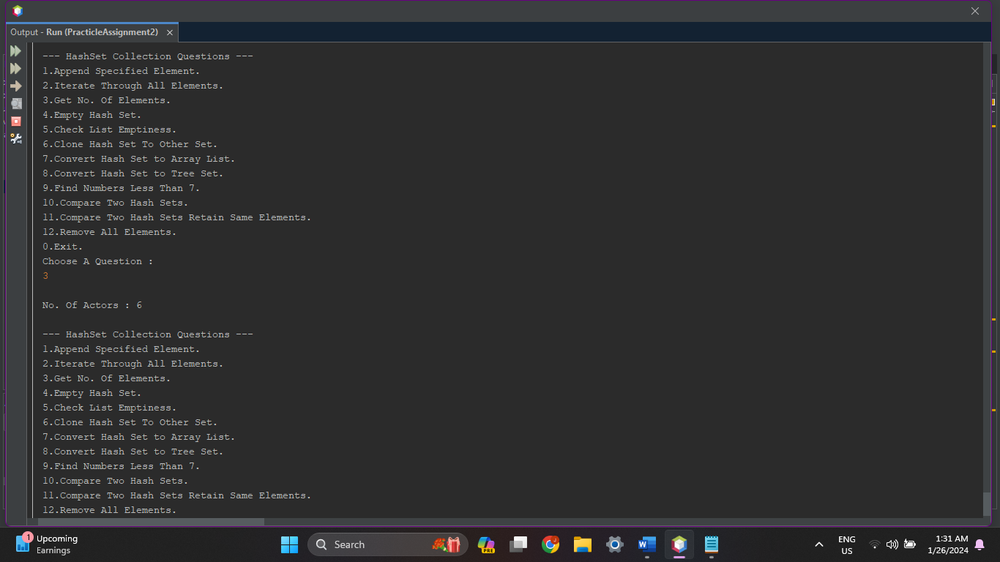 Output - Run (PracticleAssignment2)
--- HashSet Collection Questions ---
1.Append Specified Element.
2.Iterate Through All Elements.
3.Get No. Of Elements.
4.Empty Hash Set.
5.Check List Emptiness.
6.Clone Hash Set To Other Set.
7.Convert Hash Set to Array List.
8.Convert Hash Set to Tree Set.
9.Find Numbers Less Than 7.
10.Compare Two Hash Sets.
11.Compare Two Hash Sets Retain Same Elements.
12.Remove All Elements.
0.Exit.
Choose A Question :
3
No. Of Actors : 6
--- HashSet Collection Questions ---
1.Append Specified Element.
2.Iterate Through All Elements.
3.Get No. Of Elements.
4.Empty Hash Set.
5.Check List Emptiness.
6.Clone Hash Set To Other Set.
7.Convert Hash Set to Array List.
8.Convert Hash Set to Tree Set.
9.Find Numbers Less Than 7.
10.Compare Two Hash Sets.
11.Compare Two Hash Sets Retain Same Elements.
12.Remove All Elements.
1
Upcoming
Earnings
Search
PRE
W
ENG
US
1:31 AM
1/26/2024